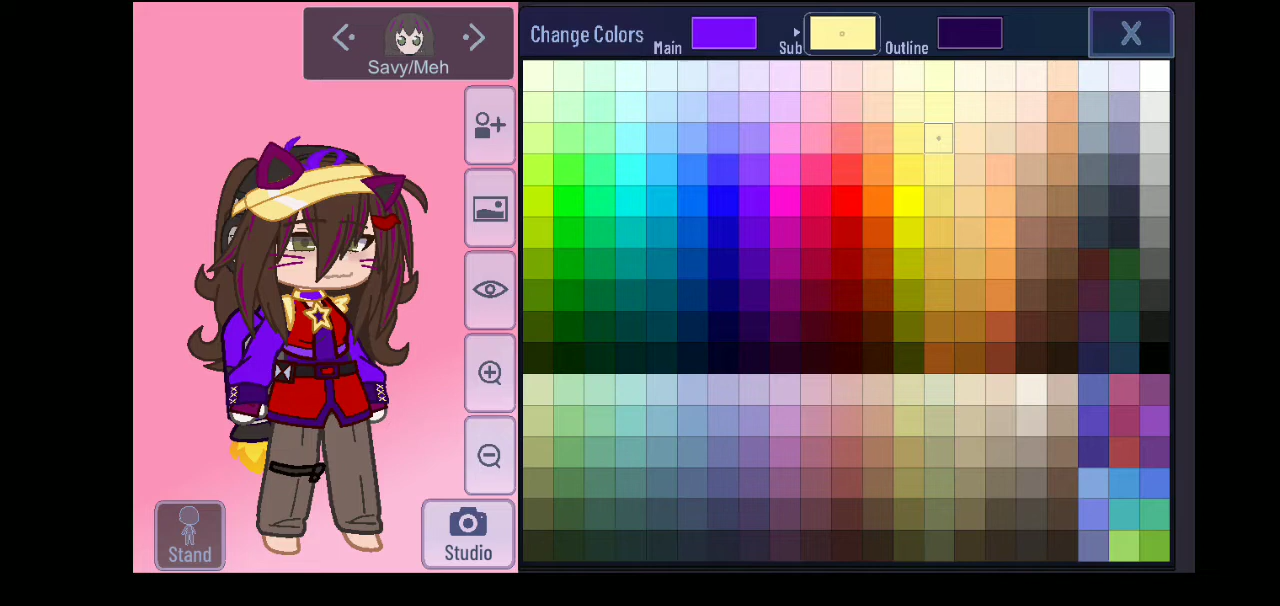 Savy/Meh
Change Colors
Main
Sub
Outline
X
Stand
Studio